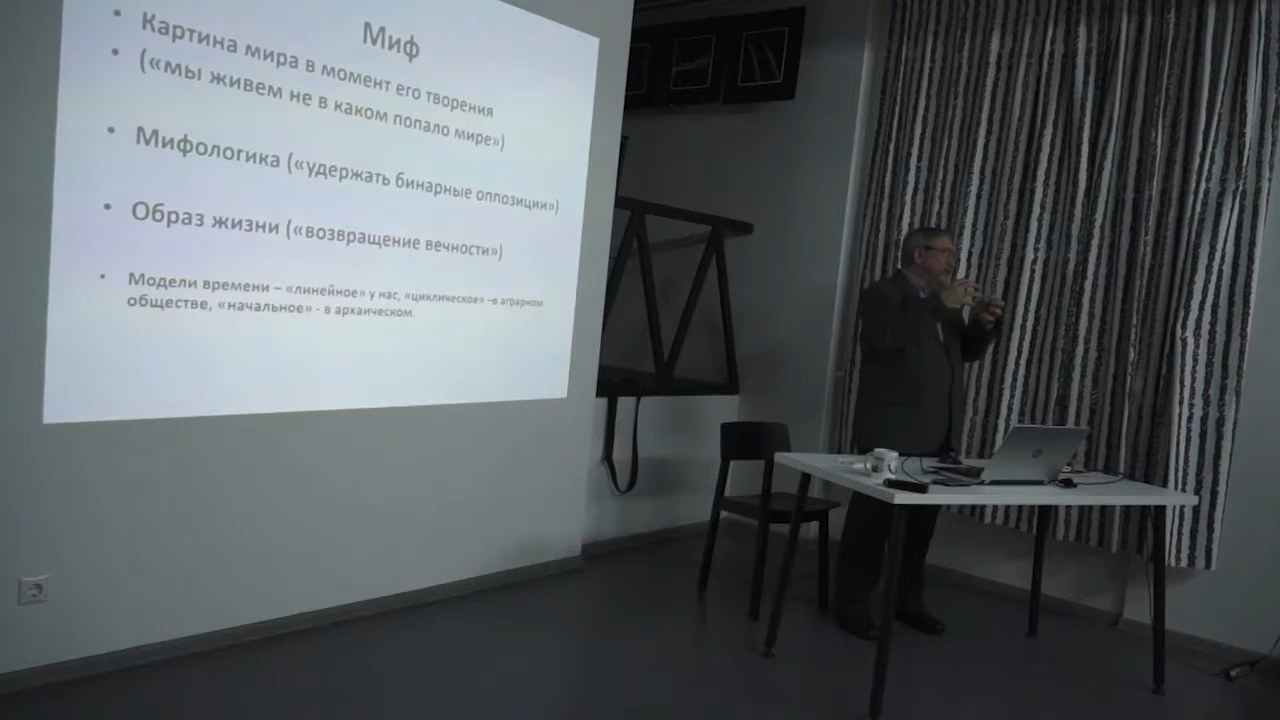 Миф
• Картина мира в момент его творения
• («мы живем не в каком попало мире»)
• Мифологика («удержать бинарные оппозиции»)
• Образ жизни («возвращение вечности»)
• Модели времени – «линейное» у нас, «циклическое» –в аграрном
обществе, «начальное» - в архаическом.